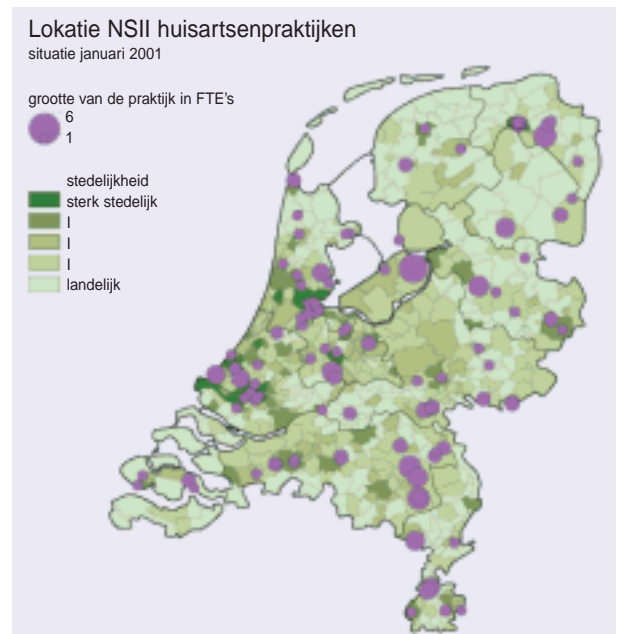 Lokatie NSII huisartsenpraktijken
situatie januari 2001
grootte van de praktijk in FTE's
6
1
stedelijkheid
sterk stedelijk
I
I
I
landelijk